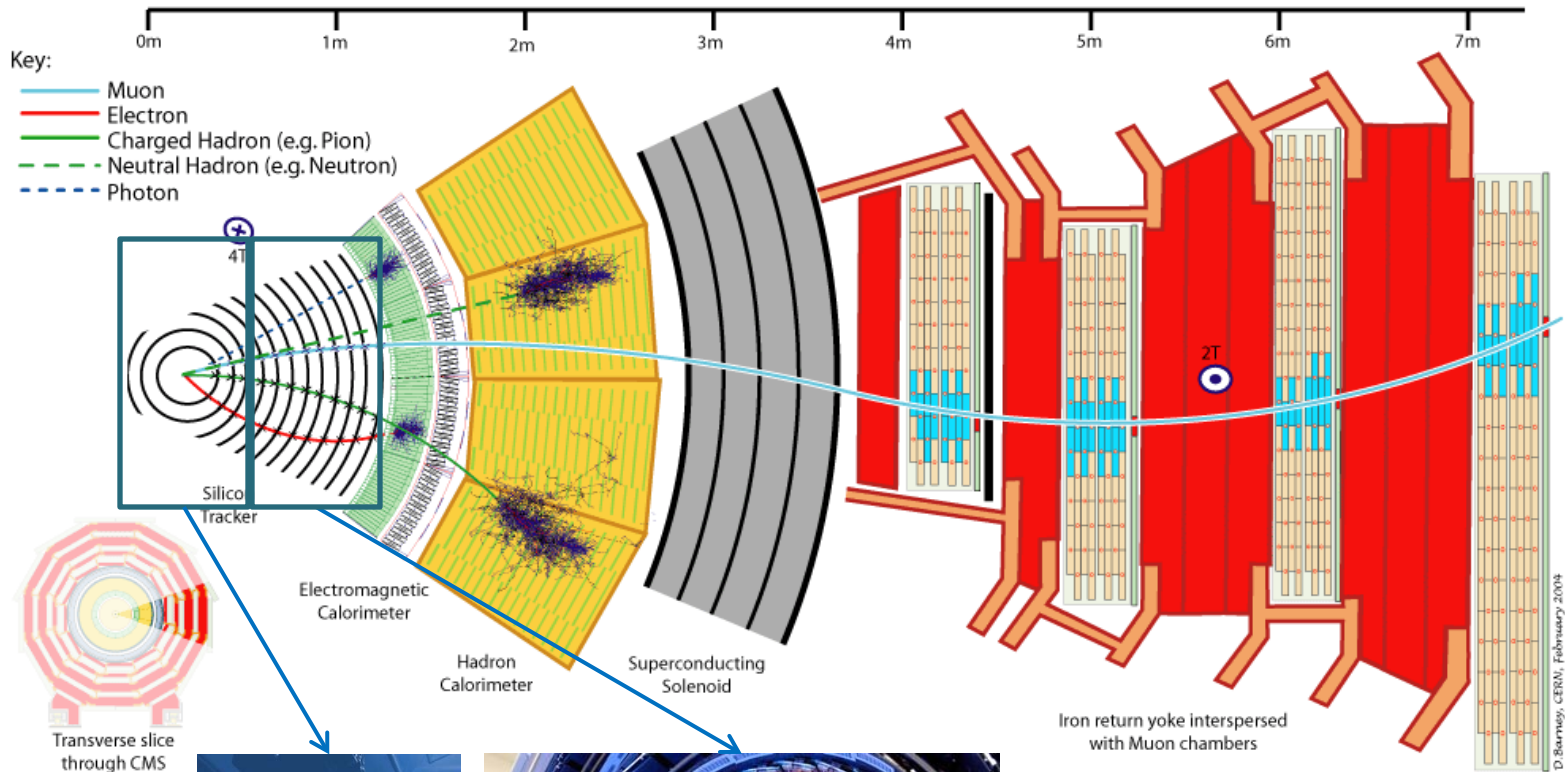 0m 1m 2m 3m 4m 5m 6m 7m
Key:
Muon
Electron
Charged Hadron (e.g. Pion)
Neutral Hadron (e.g. Neutron)
Photon
4T
2T
Silico
Tracker
Electromagnetic
Calorimeter
Hadron
Calorimeter
Superconducting
Solenoid
Iron return yoke interspersed
with Muon chambers
Transverse slice
through CMS
D. Barney, CERN, February 2004